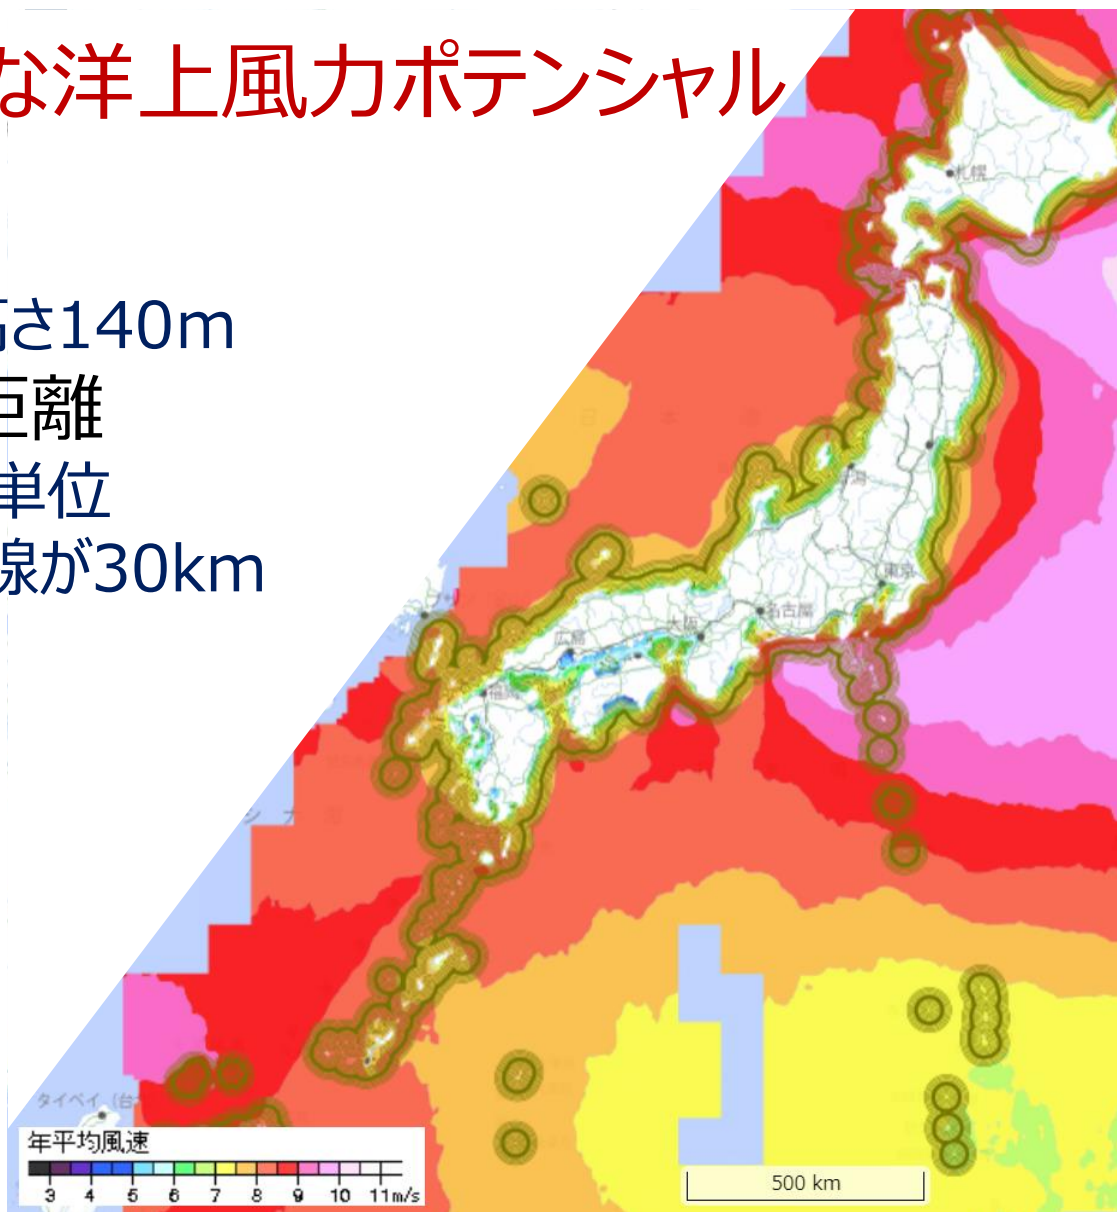 な洋上風力ポテンシャル
高さ140m
距離
単位
線が30km
札幌
東京
名古屋
大阪
広島
福岡
シナ
タイペイ (台
年平均風速
3 4 5 6 7 8 9 10 11m/s
500 km